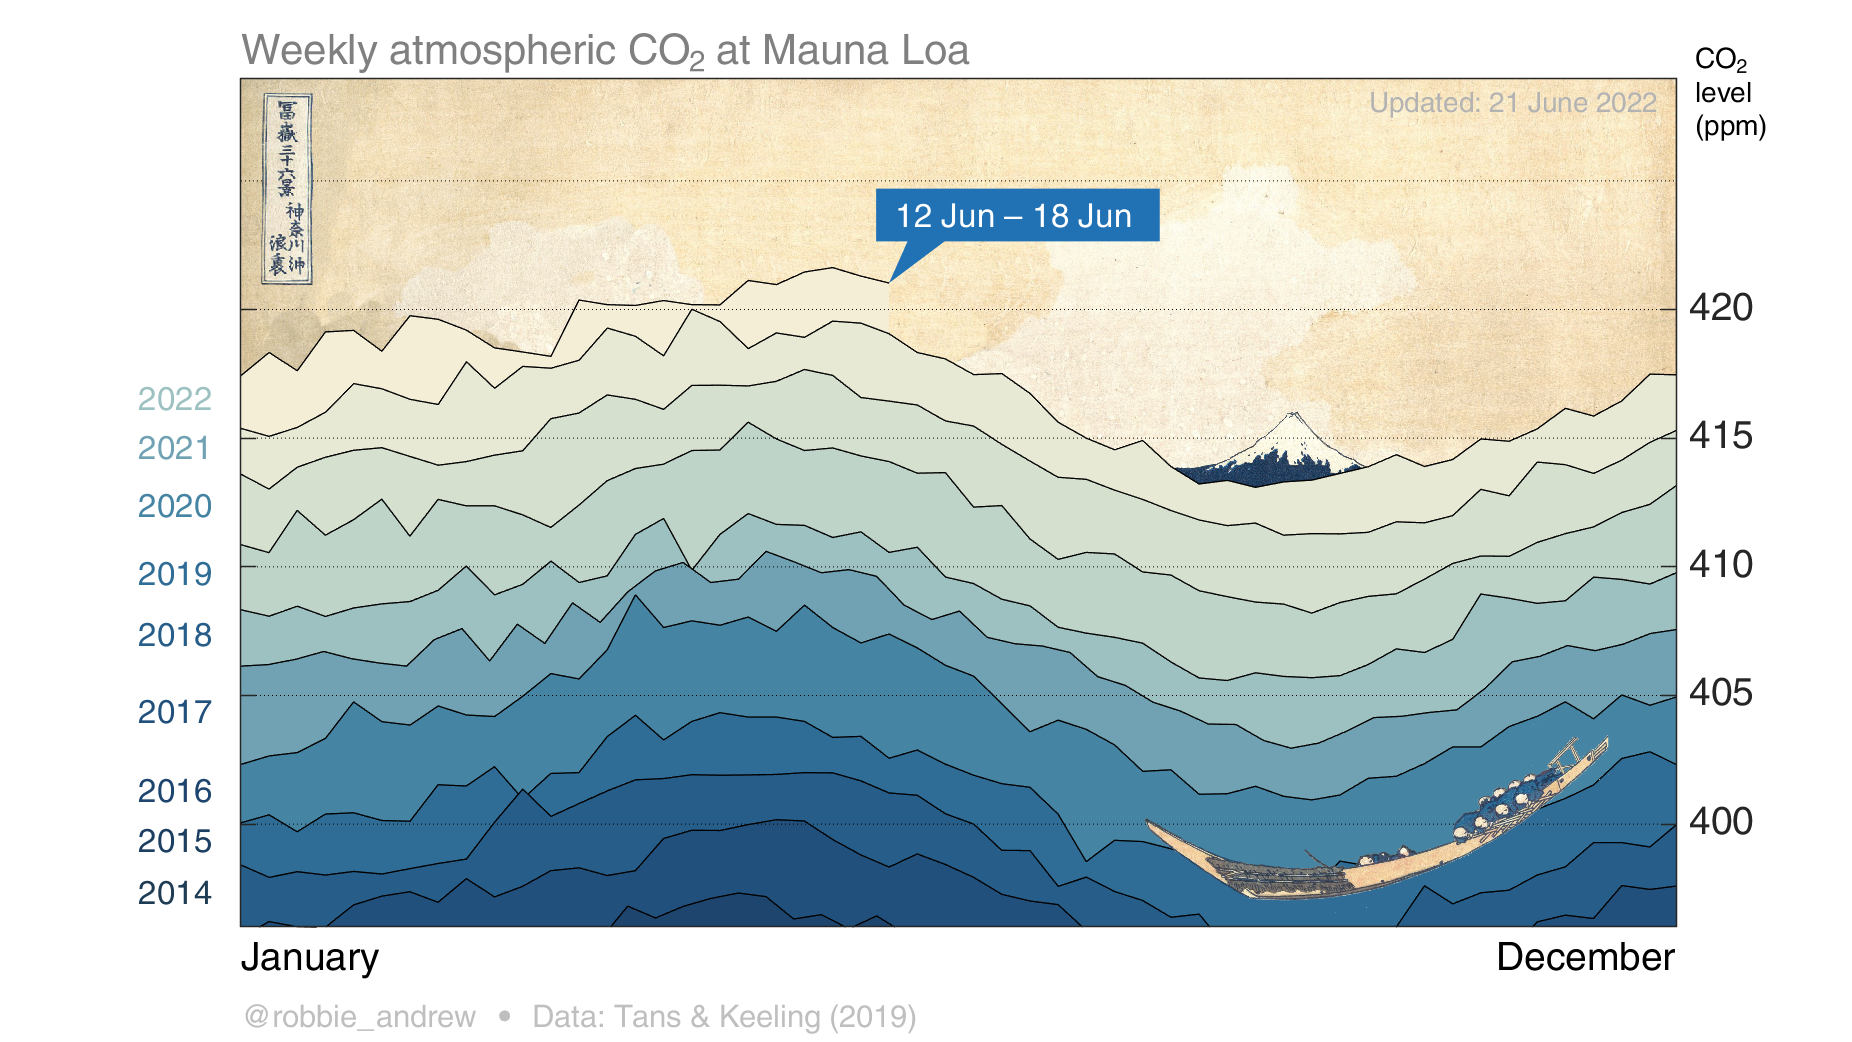 Weekly atmospheric CO₂ at Mauna Loa
CO₂
level
(ppm)
Updated: 21 June 2022
冨嶽三十六景
神奈川沖
浪裏
12 Jun – 18 Jun
420
2022
415
2021
2020
410
2019
2018
405
2017
2016
400
2015
2014
January
December
@robbie_andrew • Data: Tans & Keeling (2019)